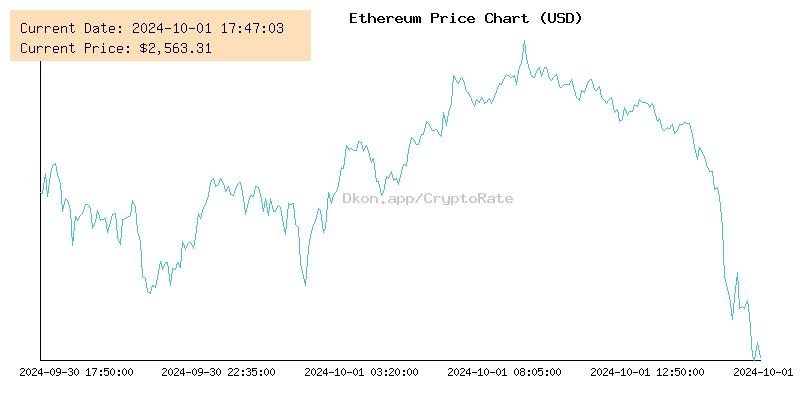 Ethereum Price Chart (USD)
Current Date: 2024-10-01 17:47:03
Current Price: $2,563.31
Dkon.app/CryptoRate
2024-09-30 17:50:00 2024-09-30 22:35:00 2024-10-01 03:20:00 2024-10-01 08:05:00 2024-10-01 12:50:00 2024-10-01